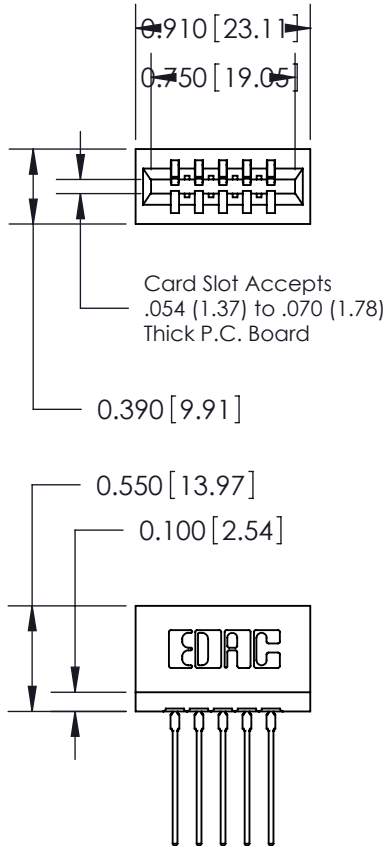 0.910 [23.11]
0.750 [19.05]
Card Slot Accepts
.054 (1.37) to .070 (1.78)
Thick P.C. Board
0.390 [9.91]
0.550 [13.97]
0.100 [2.54]
EDAC